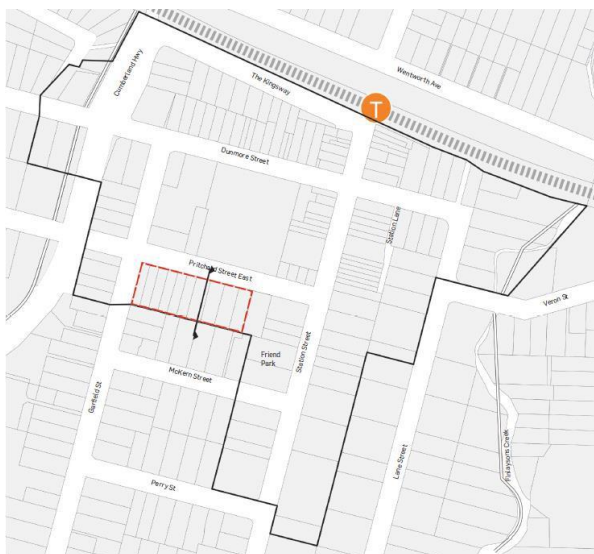 Cumberland Hwy
The Kingsway
Wentworth Ave
T
Dunmore Street
Station Lane
Pritchard Street East
Veron St.
Friend
Park
Station Street
McKern Street
Garfield St
Lane Street
Finlaysons Creek
Perry St